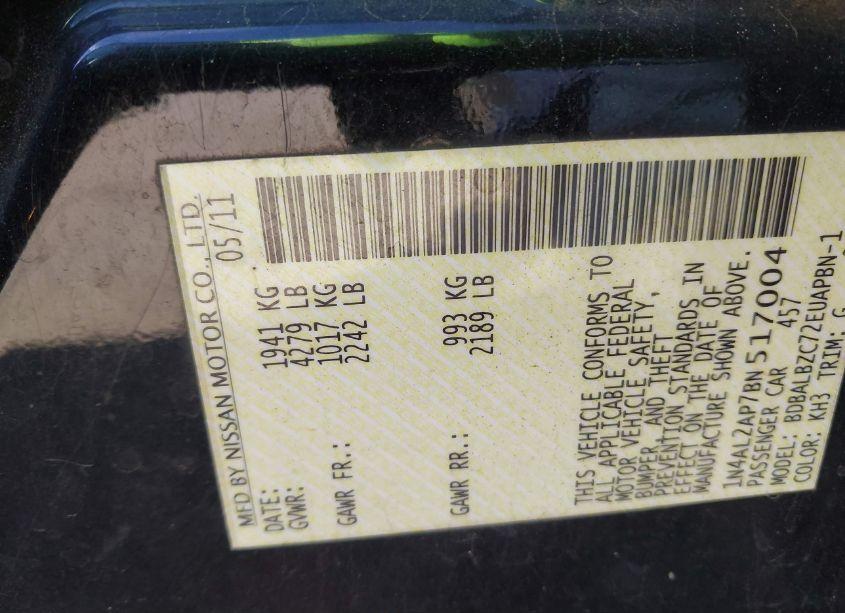 MFD BY NISSAN MOTOR CO., LTD.
DATE: 05/11
GVWR: 1941 KG
4279 LB
GAWR FR.: 1017 KG
2242 LB
GAWR RR.: 993 KG
2189 LB
THIS VEHICLE CONFORMS TO
ALL APPLICABLE FEDERAL
MOTOR VEHICLE SAFETY,
BUMPER, AND THEFT
PREVENTION STANDARDS IN
EFFECT ON THE DATE OF
MANUFACTURE SHOWN ABOVE.
1N4AL2AP7BN517004
PASSENGER CAR 457
MODEL: BDBALBZC72EUAPBN-1
COLOR: KH3 TRIM: G